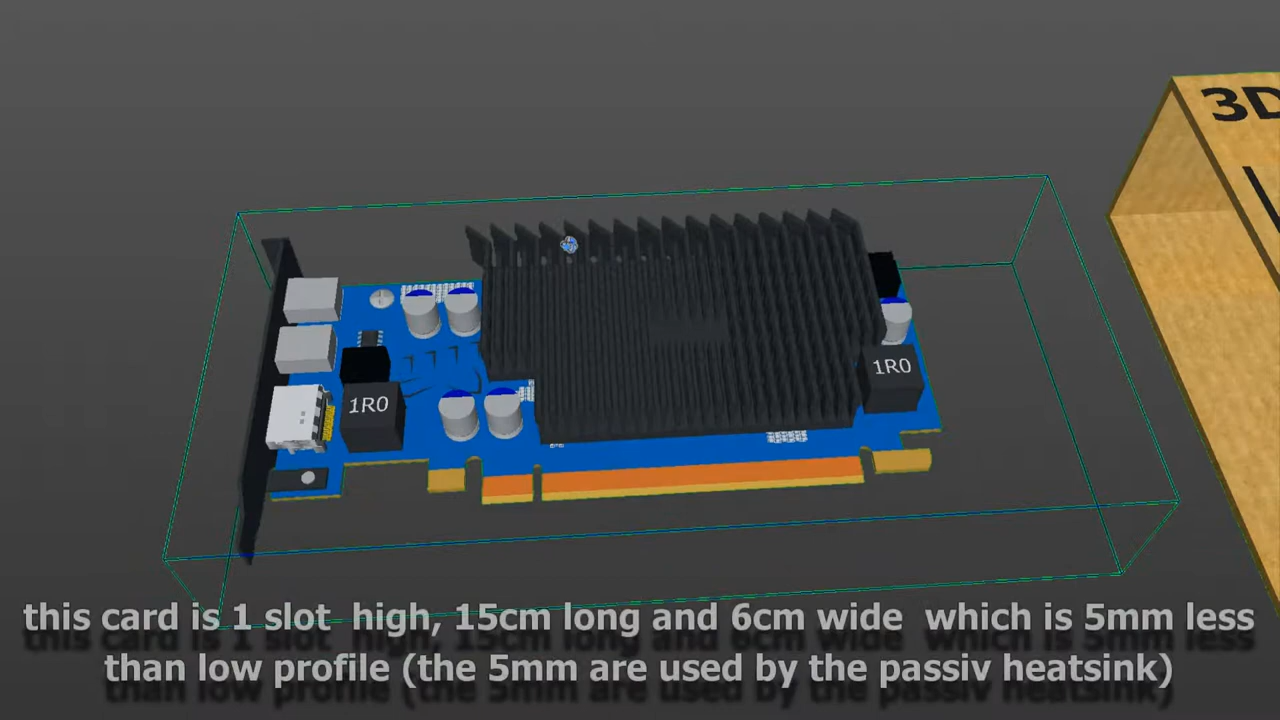 3D
1R0
1R0
this card is 1 slot high, 15cm long and 6cm wide which is 5mm less
than low profile (the 5mm are used by the passiv heatsink)